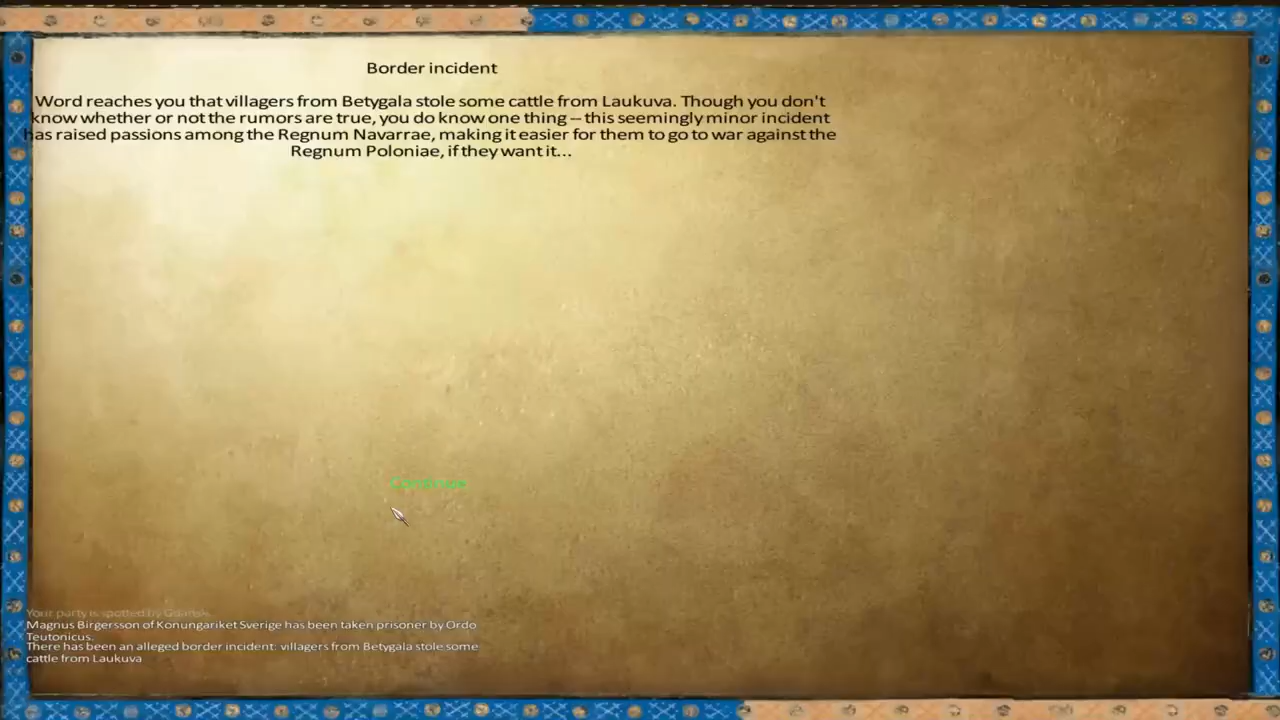 Border incident
Word reaches you that villagers from Betygala stole some cattle from Laukuva. Though you don't
know whether or not the rumors are true, you do know one thing -- this seemingly minor incident
has raised passions among the Regnum Navarrae, making it easier for them to go to war against the
Regnum Poloniae, if they want it...
Continue
Your party is spotted by Gdansk.
Magnus Birgersson of Konungariket Sverige has been taken prisoner by Ordo
Teutonicus.
There has been an alleged border incident: villagers from Betygala stole some
cattle from Laukuva